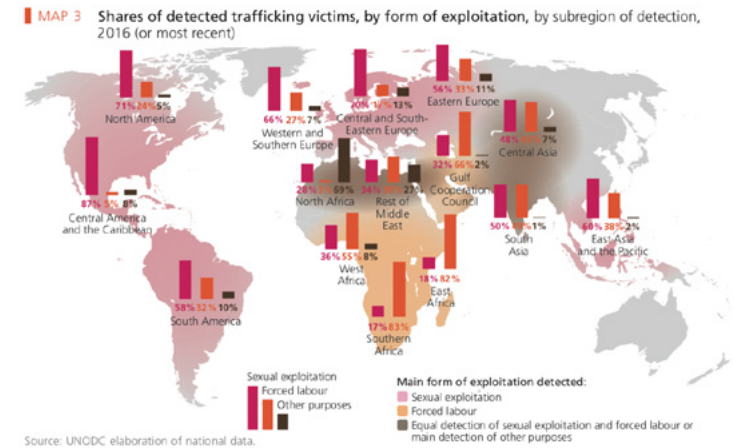 MAP 3 Shares of detected trafficking victims, by form of exploitation, by subregion of detection,
2016 (or most recent)
71% 24% 5%
North America
66% 27% 7%
Western and
Southern Europe
70% 17% 13%
Central and South-
Eastern Europe
56% 33% 11%
Eastern Europe
48% 7%
Central Asia
87% 5% 8%
Central America
and the Caribbean
28% 69%
North Africa
34% 27%
Rest of
Middle
East
32% 66% 2%
Gulf
Cooperation
Council
50% 1%
South
Asia
60% 38% 2%
East Asia
and the Pacific
36% 55% 8%
West
Africa
18% 82%
East
Africa
58% 32% 10%
South America
17% 83%
Southern
Africa
Sexual exploitation
Forced labour
Other purposes
Main form of exploitation detected:
Sexual exploitation
Forced labour
Equal detection of sexual exploitation and forced labour or
main detection of other purposes
Source: UNODC elaboration of national data.